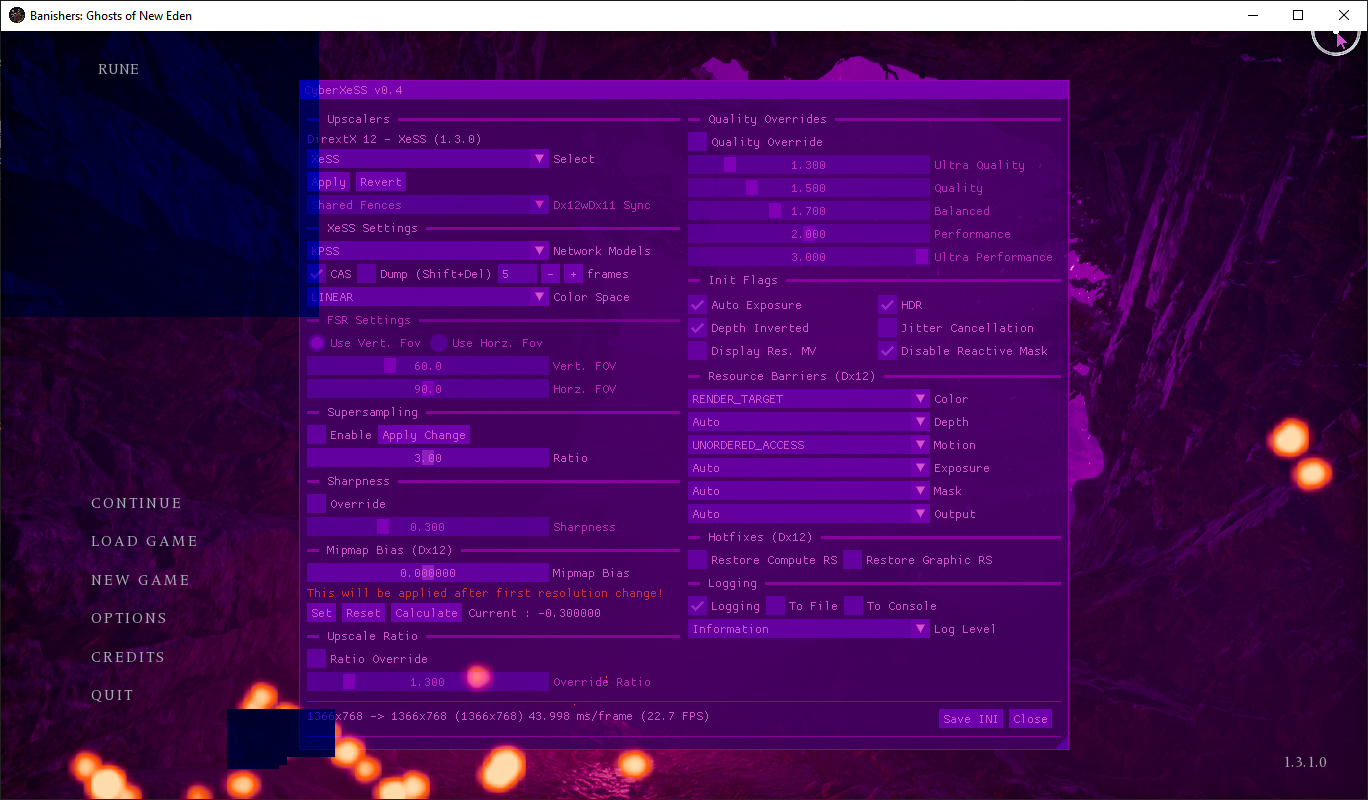 Banishers: Ghosts of New Eden
RUNE
CyberXeSS v0.4
Upscalers
DirextX 12 - XeSS (1.3.0)
XeSS Select
Apply Revert
Shared Fences Dx12wDx11 Sync
XeSS Settings
KPSS Network Models
CAS Dump (Shift+Del) 5 - + frames
LINEAR Color Space
FSR Settings
Use Vert. Fov Use Horz. Fov
60.0 Vert. FOV
90.0 Horz. FOV
Supersampling
Enable Apply Change
3.00 Ratio
Sharpness
Override
0.300 Sharpness
Mipmap Bias (Dx12)
0.000000 Mipmap Bias
This will be applied after first resolution change!
Set Reset Calculate Current : -0.300000
Upscale Ratio
Ratio Override
1.300 Override Ratio
Quality Overrides
Quality Override
1.300 Ultra Quality
1.500 Quality
1.700 Balanced
2.000 Performance
3.000 Ultra Performance
Init Flags
Auto Exposure HDR
Depth Inverted Jitter Cancellation
Display Res. MV Disable Reactive Mask
Resource Barriers (Dx12)
RENDER_TARGET Color
Auto Depth
UNORDERED_ACCESS Motion
Auto Exposure
Auto Mask
Auto Output
Hotfixes (Dx12)
Restore Compute RS Restore Graphic RS
Logging
Logging To File To Console
Information Log Level
1366x768 -> 1366x768 (1366x768) 43.998 ms/frame (22.7 FPS)
Save INI Close
CONTINUE
LOAD GAME
NEW GAME
OPTIONS
CREDITS
QUIT
1.3.1.0